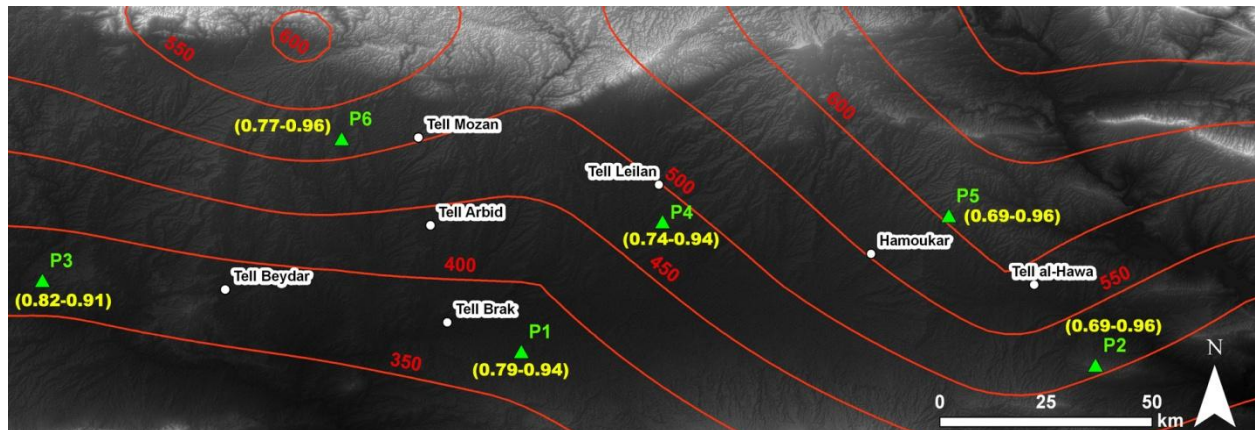 550
600
P6
(0.77-0.96)
Tell Mozan
600
Tell Leilan
500
P5
(0.69-0.96)
Tell Arbid
P4
(0.74-0.94)
Hamoukar
P3
(0.82-0.91)
Tell Beydar
400
450
Tell al-Hawa
550
Tell Brak
P1
(0.79-0.94)
350
(0.69-0.96)
P2
N
0 25 50
km